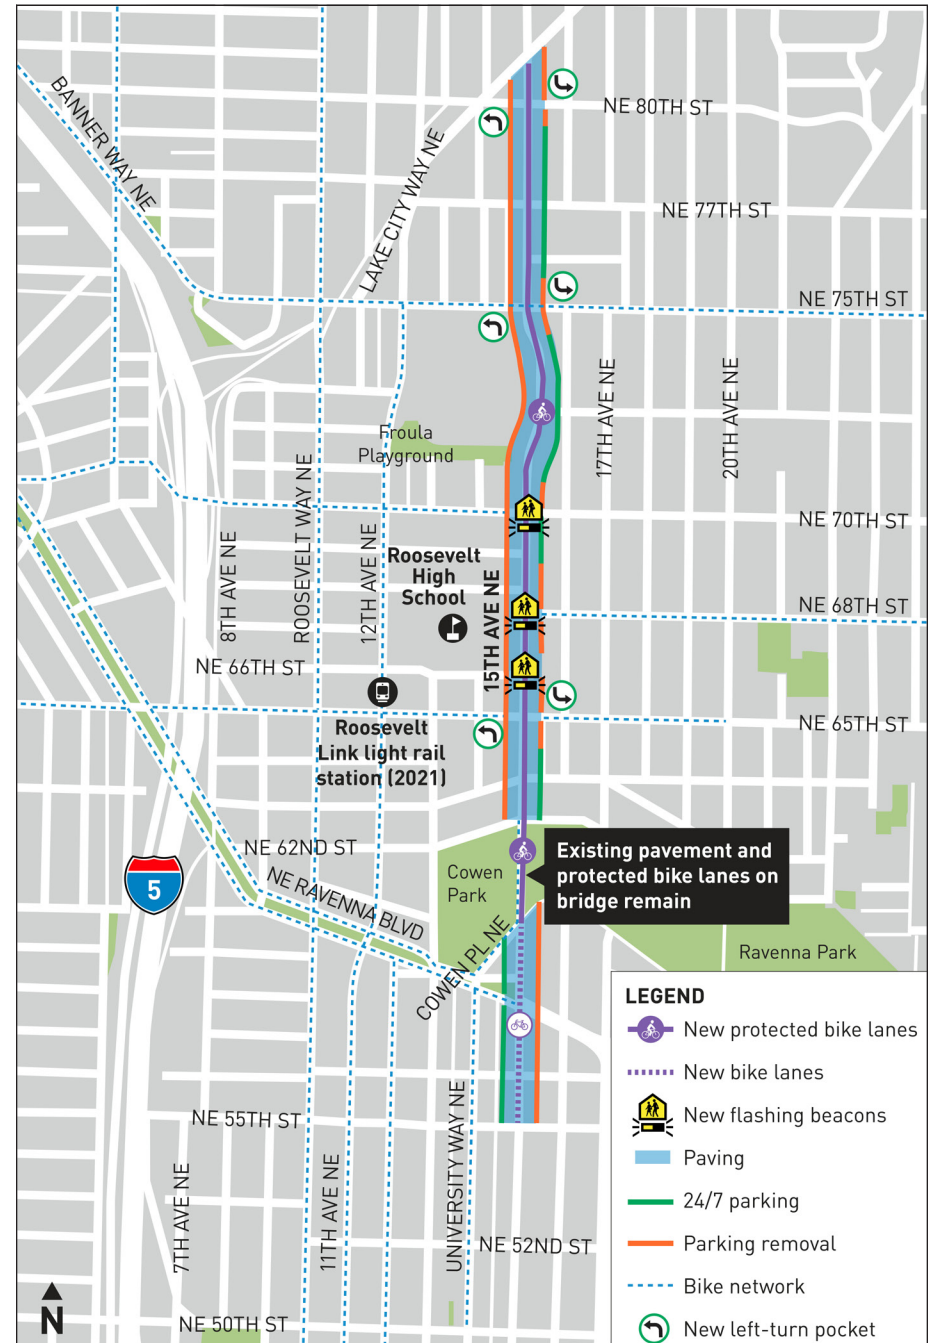 BANNER WAY NE
LAKE CITY WAY NE
NE 80TH ST
NE 77TH ST
NE 75TH ST
17TH AVE NE
20TH AVE NE
Froula
Playground
ROOSEVELT WAY NE
8TH AVE NE
12TH AVE NE
NE 70TH ST
Roosevelt
High
School
15TH AVE NE
NE 68TH ST
NE 66TH ST
NE 65TH ST
Roosevelt
Link light rail
station (2021)
NE 62ND ST
5
NE RAVENNA BLVD
Cowen
Park
Existing pavement and
protected bike lanes on
bridge remain
COWEN PL NE
Ravenna Park
NE 55TH ST
7TH AVE NE
11TH AVE NE
UNIVERSITY WAY NE
NE 52ND ST
NE 50TH ST
N
LEGEND
New protected bike lanes
New bike lanes
New flashing beacons
Paving
24/7 parking
Parking removal
Bike network
New left-turn pocket